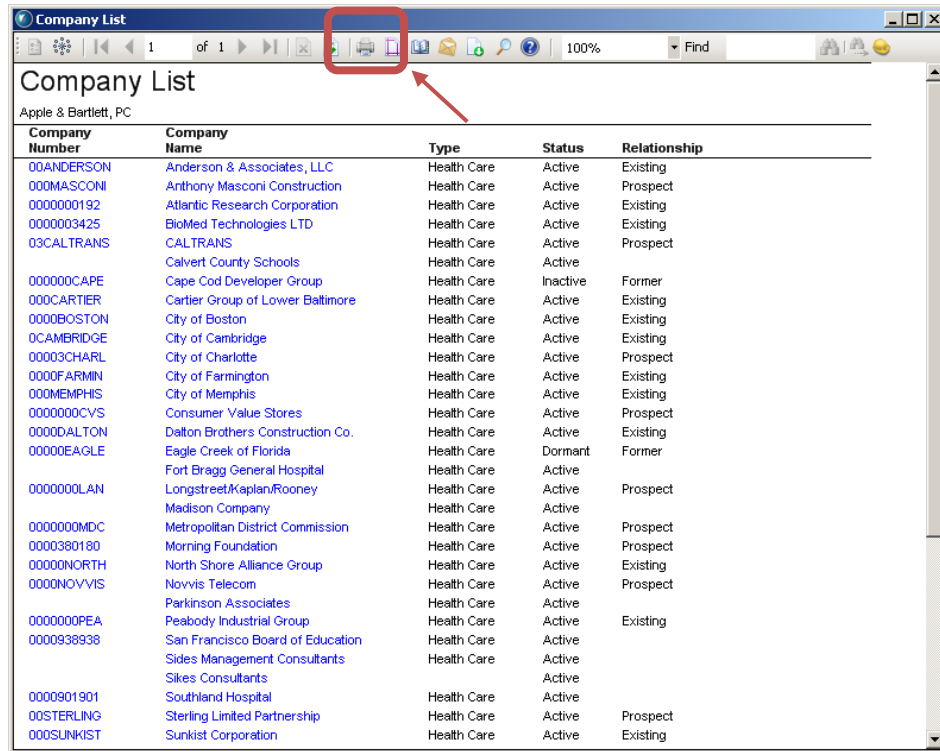 Company List
1 of 1 100% Find
Company List
Apple & Bartlett, PC
Company Company
Number Name Type Status Relationship
00ANDERSON Anderson & Associates, LLC Health Care Active Existing
000MASCONI Anthony Masconi Construction Health Care Active Prospect
0000000192 Atlantic Research Corporation Health Care Active Existing
0000003425 BioMed Technologies LTD Health Care Active Existing
03CALTRANS CALTRANS Health Care Active Prospect
Calvert County Schools Health Care Active
000000CAPE Cape Cod Developer Group Health Care Inactive Former
000CARTIER Cartier Group of Lower Baltimore Health Care Active Existing
0000BOSTON City of Boston Health Care Active Existing
0CAMBRIDGE City of Cambridge Health Care Active Existing
00003CHARL City of Charlotte Health Care Active Prospect
0000FARMIN City of Farmington Health Care Active Existing
000MEMPHIS City of Memphis Health Care Active Existing
0000000CVS Consumer Value Stores Health Care Active Prospect
0000DALTON Dalton Brothers Construction Co. Health Care Active Existing
00000EAGLE Eagle Creek of Florida Health Care Dormant Former
Fort Bragg General Hospital Health Care Active
0000000LAN Longstreet/Kaplan/Rooney Health Care Active Prospect
Madison Company Health Care Active
0000000MDC Metropolitan District Commission Health Care Active Prospect
0000380180 Morning Foundation Health Care Active Prospect
00000NORTH North Shore Alliance Group Health Care Active Existing
0000NOVVIS Novvis Telecom Health Care Active Prospect
Parkinson Associates Health Care Active
0000000PEA Peabody Industrial Group Health Care Active Existing
0000938938 San Francisco Board of Education Health Care Active
Sides Management Consultants Health Care Active
Sikes Consultants Active
0000901901 Southland Hospital Health Care Active
00STERLING Sterling Limited Partnership Health Care Active Prospect
000SUNKIST Sunkist Corporation Health Care Active Existing